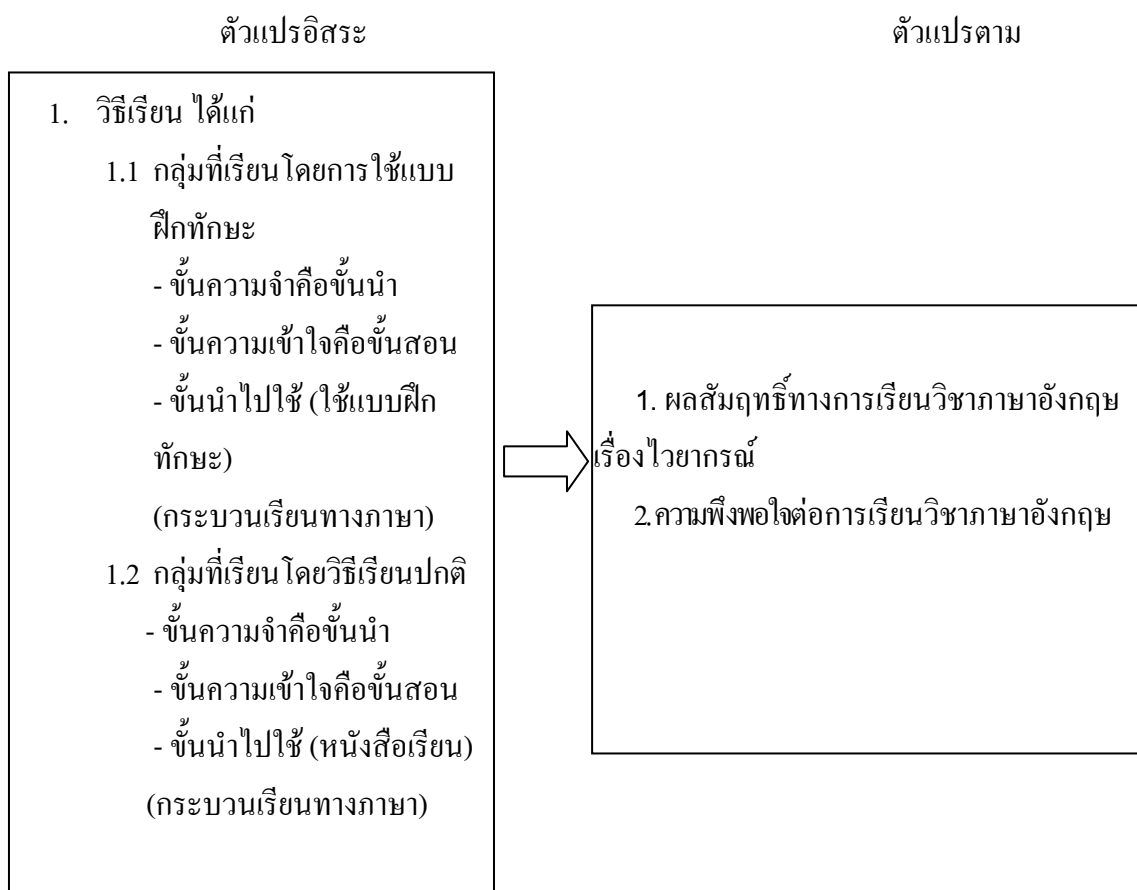 ตัวแปรอิสระ
ตัวแปรตาม
1. วิธีเรียน ได้แก่
1.1 กลุ่มที่เรียนโดยการใช้แบบ
ฝึกทักษะ
- ขั้นความจำคือขั้นนำ
- ขั้นความเข้าใจคือขั้นสอน
- ขั้นนำไปใช้ (ใช้แบบฝึก
ทักษะ)
(กระบวนเรียนทางภาษา)
1.2 กลุ่มที่เรียนโดยวิธีเรียนปกติ
- ขั้นความจำคือขั้นนำ
- ขั้นความเข้าใจคือขั้นสอน
- ขั้นนำไปใช้ (หนังสือเรียน)
(กระบวนเรียนทางภาษา)
1. ผลสัมฤทธิ์ทางการเรียนวิชาภาษาอังกฤษ
เรื่องไวยากรณ์
2.ความพึงพอใจต่อการเรียนวิชาภาษาอังกฤษ